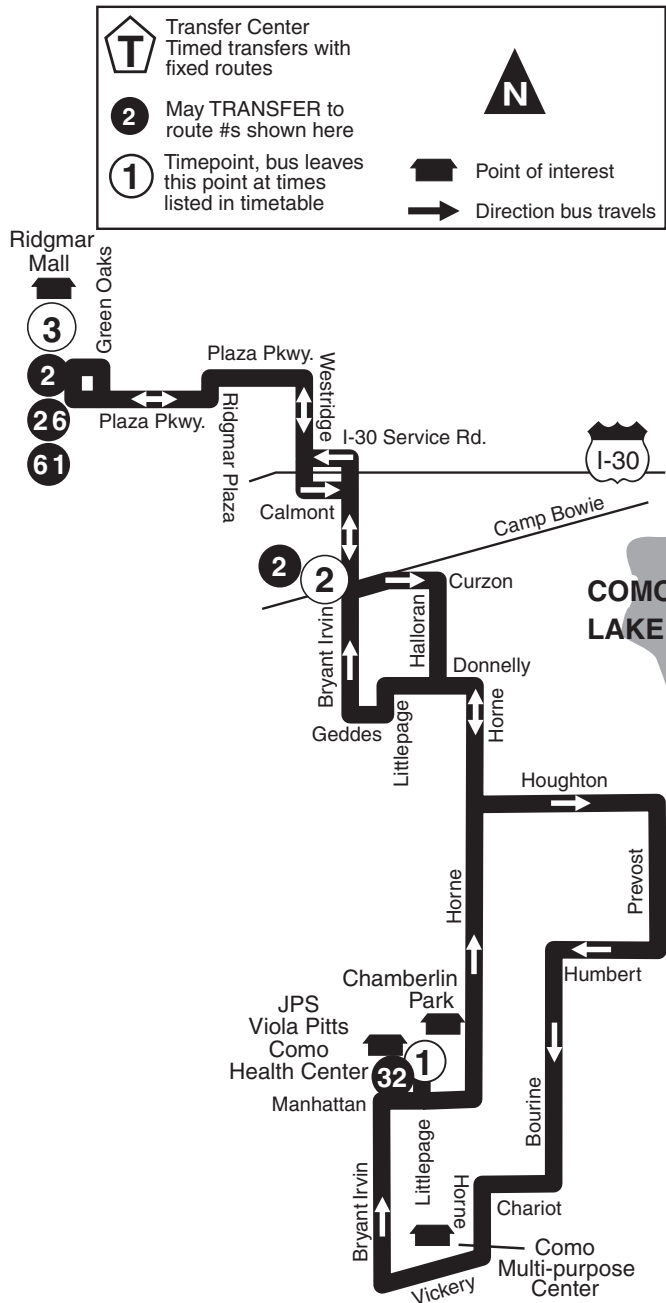 T
Transfer Center
Timed transfers with
fixed routes
N
2
May TRANSFER to
route #s shown here
1
Timepoint, bus leaves
this point at times
listed in timetable
Point of interest
Direction bus travels
Ridgmar
Mall
Green Oaks
3
2
26
61
Plaza Pkwy.
Plaza Pkwy.
Ridgmar Plaza
Westridge
I-30 Service Rd.
I-30
Calmont
Camp Bowie
2
2
Curzon
COMO
LAKE
Bryant Irvin
Halloran
Donnelly
Geddes
Littlepage
Horne
Houghton
Horne
Prevost
Humbert
Chamberlin
Park
JPS
Viola Pitts
Como
Health Center
32
1
Manhattan
Bourine
Littlepage
Bryant Irvin
Horne
Chariot
Como
Multi-purpose
Center
Vickery